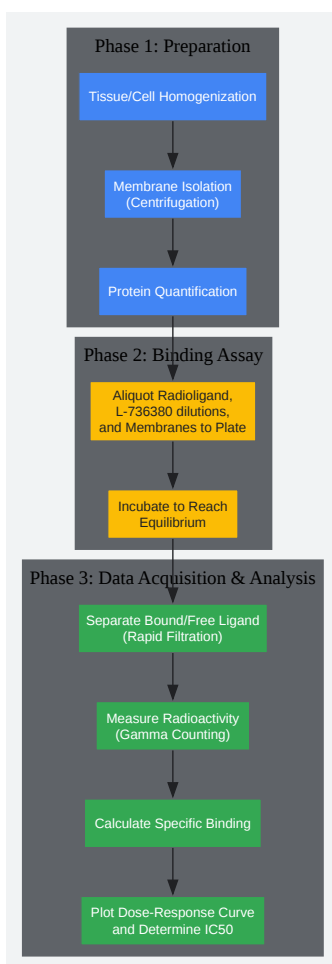 Phase 1: Preparation
Tissue/Cell Homogenization
Membrane Isolation
(Centrifugation)
Protein Quantification
Phase 2: Binding Assay
Aliquot Radioligand,
L-736380 dilutions,
and Membranes to Plate
Incubate to Reach
Equilibrium
Phase 3: Data Acquisition & Analysis
Separate Bound/Free Ligand
(Rapid Filtration)
Measure Radioactivity
(Gamma Counting)
Calculate Specific Binding
Plot Dose-Response Curve
and Determine IC50